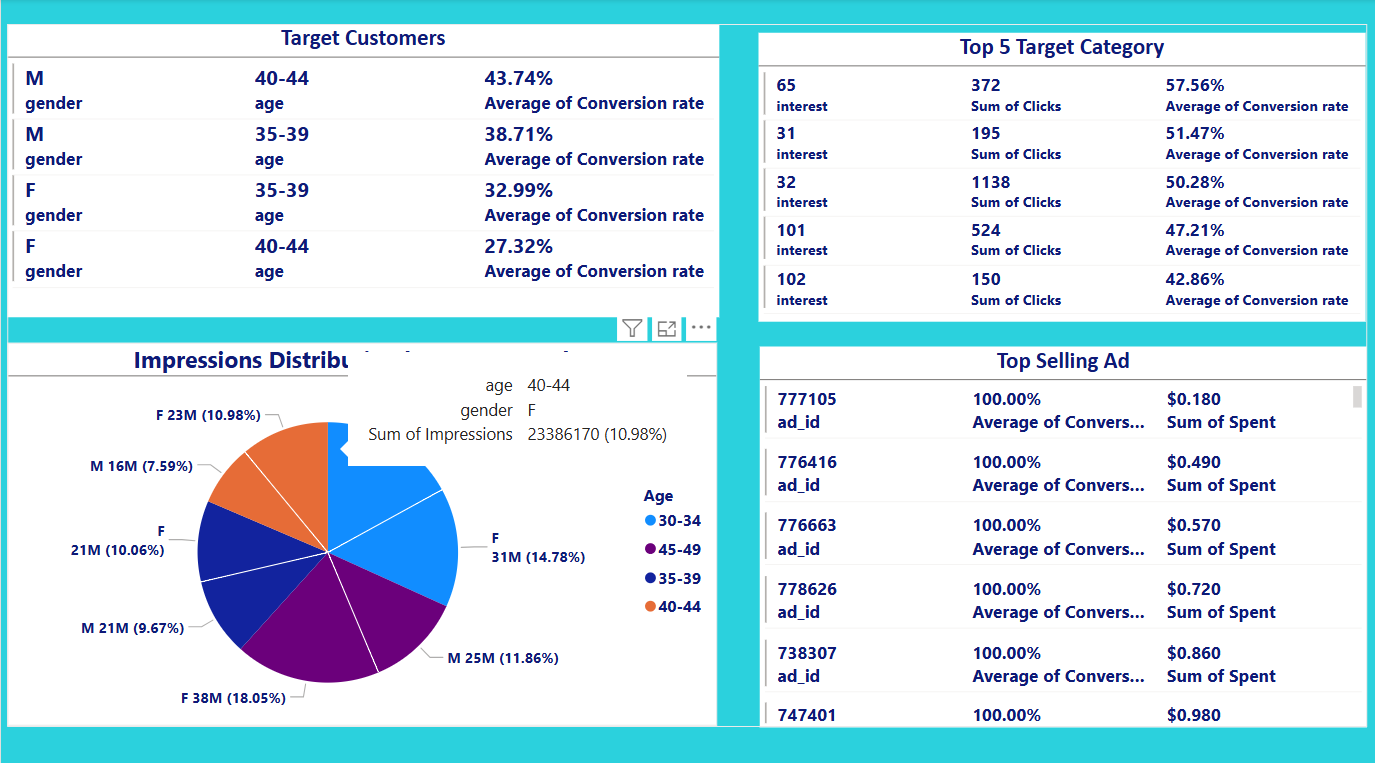 Target Customers
M 40-44 43.74%
gender age Average of Conversion rate
M 35-39 38.71%
gender age Average of Conversion rate
F 35-39 32.99%
gender age Average of Conversion rate
F 40-44 27.32%
gender age Average of Conversion rate
Top 5 Target Category
65 372 57.56%
interest Sum of Clicks Average of Conversion rate
31 195 51.47%
interest Sum of Clicks Average of Conversion rate
32 1138 50.28%
interest Sum of Clicks Average of Conversion rate
101 524 47.21%
interest Sum of Clicks Average of Conversion rate
102 150 42.86%
interest Sum of Clicks Average of Conversion rate
Impressions
age 40-44
gender F
Sum of Impressions 23386170 (10.98%)
F 23M (10.98%)
M 16M (7.59%)
F
21M (10.06%)
M 21M (9.67%)
F 38M (18.05%)
M 25M (11.86%)
F
31M (14.78%)
Age
30-34
45-49
35-39
40-44
Top Selling Ad
777105 100.00% $0.180
ad_id Average of Convers... Sum of Spent
776416 100.00% $0.490
ad_id Average of Convers... Sum of Spent
776663 100.00% $0.570
ad_id Average of Convers... Sum of Spent
778626 100.00% $0.720
ad_id Average of Convers... Sum of Spent
738307 100.00% $0.860
ad_id Average of Convers... Sum of Spent
747401 100.00% $0.980